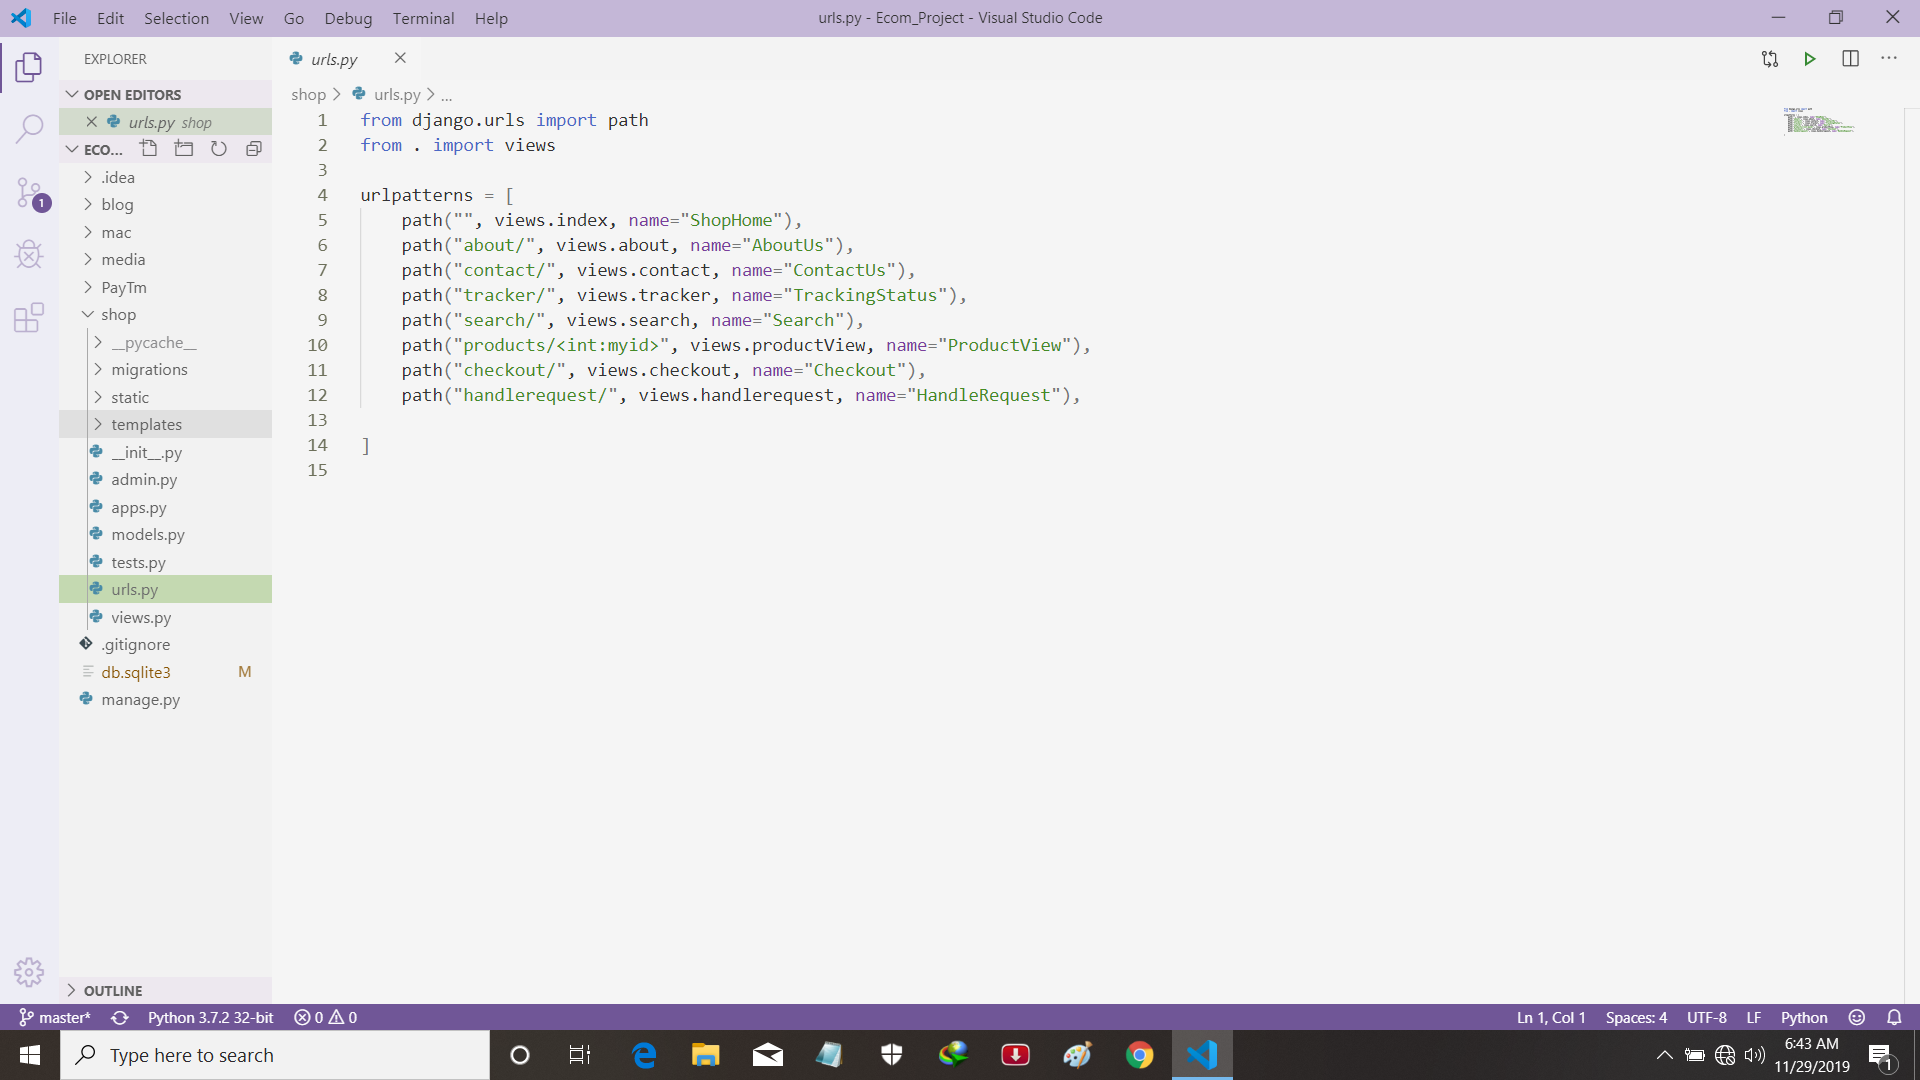 File Edit Selection View Go Debug Terminal Help
urls.py - Ecom_Project - Visual Studio Code
EXPLORER
OPEN EDITORS
urls.py shop
ECO...
.idea
blog
mac
media
PayTm
shop
__pycache__
migrations
static
templates
__init__.py
admin.py
apps.py
models.py
tests.py
urls.py
views.py
.gitignore
db.sqlite3 M
manage.py
OUTLINE
1
urls.py
shop > urls.py > ...
1 from django.urls import path
2 from . import views
3
4 urlpatterns = [
5 path("", views.index, name="ShopHome"),
6 path("about/", views.about, name="AboutUs"),
7 path("contact/", views.contact, name="ContactUs"),
8 path("tracker/", views.tracker, name="TrackingStatus"),
9 path("search/", views.search, name="Search"),
10 path("products/<int:myid>", views.productView, name="ProductView"),
11 path("checkout/", views.checkout, name="Checkout"),
12 path("handlerequest/", views.handlerequest, name="HandleRequest"),
13
14 ]
15
master* Python 3.7.2 32-bit 0 0 Ln 1, Col 1 Spaces: 4 UTF-8 LF Python
Type here to search
6:43 AM
11/29/2019
1